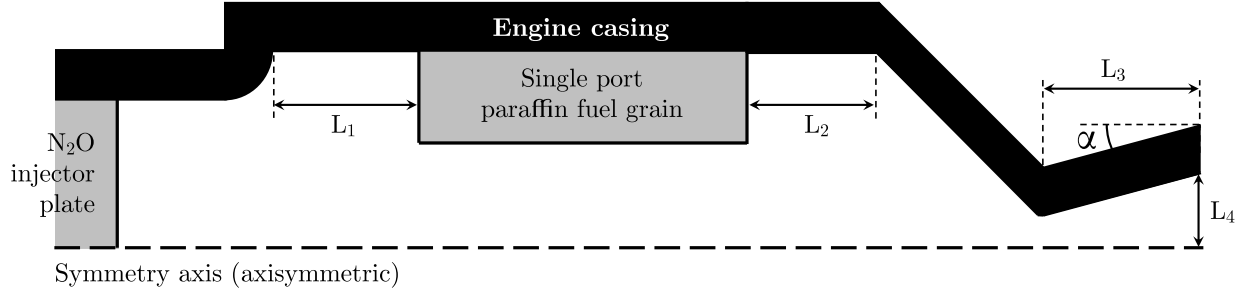 Engine casing
Single port
paraffin fuel grain
L₁
L₂
L₃
α
N₂O
injector
plate
L₄
Symmetry axis (axisymmetric)